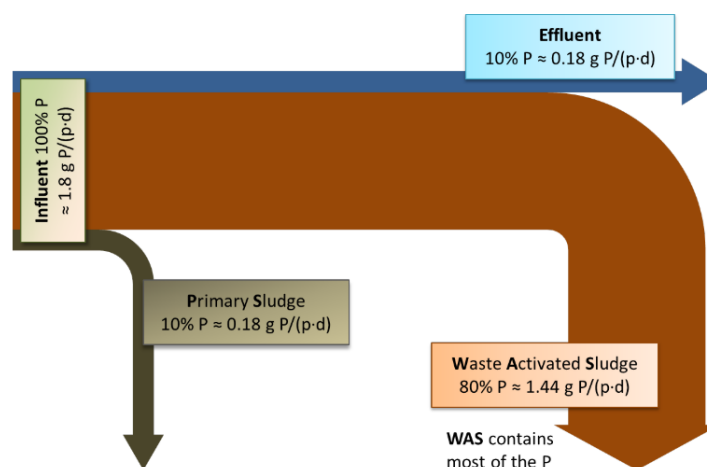 Effluent
10% P ≈ 0.18 g P/(p·d)
Influent 100% P
≈ 1.8 g P/(p·d)
Primary Sludge
10% P ≈ 0.18 g P/(p·d)
Waste Activated Sludge
80% P ≈ 1.44 g P/(p·d)
WAS contains
most of the P